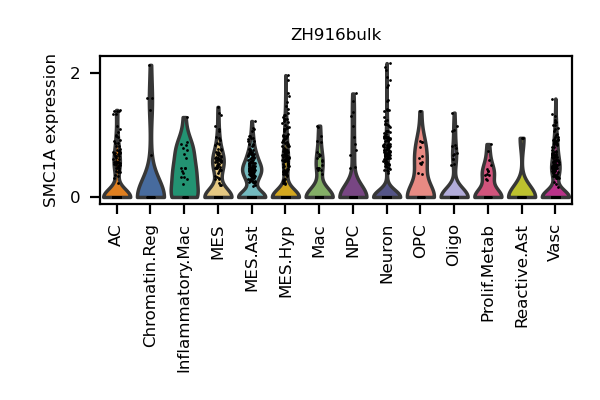 ZH916bulk
SMC1A expression
2
0
AC
Chromatin.Reg
Inflammatory.Mac
MES
MES.Ast
MES.Hyp
Mac
NPC
Neuron
OPC
Oligo
Prolif.Metab
Reactive.Ast
Vasc